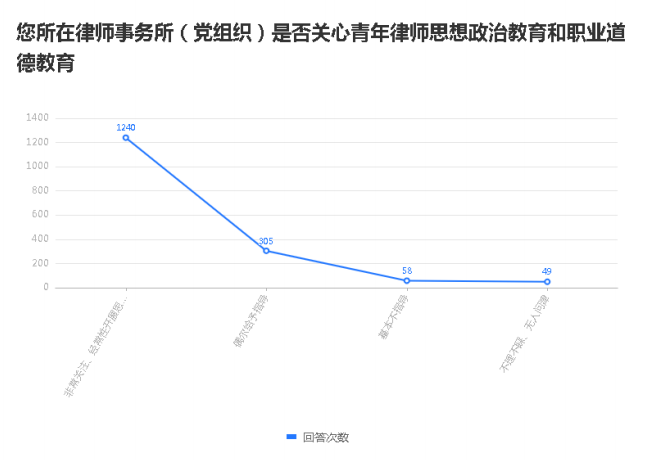 您所在律师事务所（党组织）是否关心青年律师思想政治教育和职业道
德教育
1400
1200
1000
800
600
400
200
0
1240
305
58
49
非常关注、经常性开展思...
偶尔给予指导
基本不指导
不理不睬、无人问津
回答次数